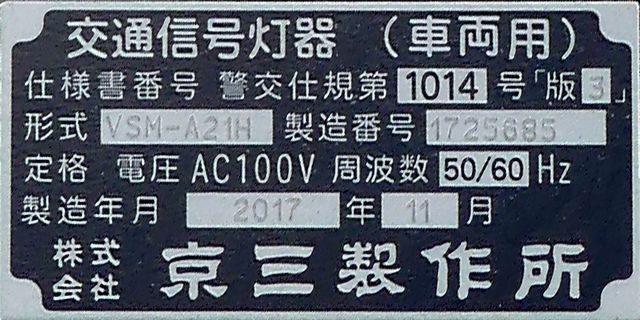 交通信号灯器（車両用）
仕様書番号 警交仕規第 1014 号「版 3」
形式 VSM-A21H 製造番号 1725685
定格 電圧 AC100V 周波数 50/60 Hz
製造年月 2017 年 11 月
株式会社 京三製作所